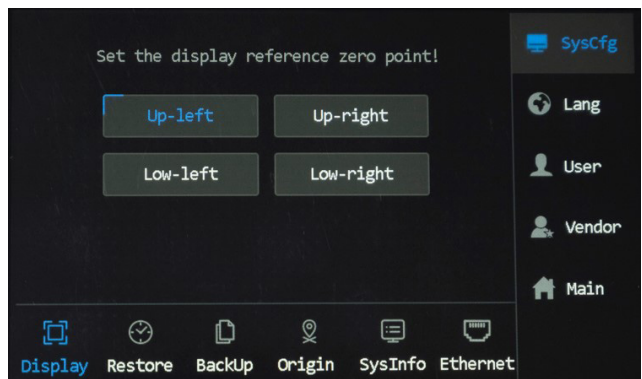 Set the display reference zero point!
Up-left
Up-right
Low-left
Low-right
SysCfg
Lang
User
Vendor
Main
Display
Restore
BackUp
Origin
SysInfo
Ethernet